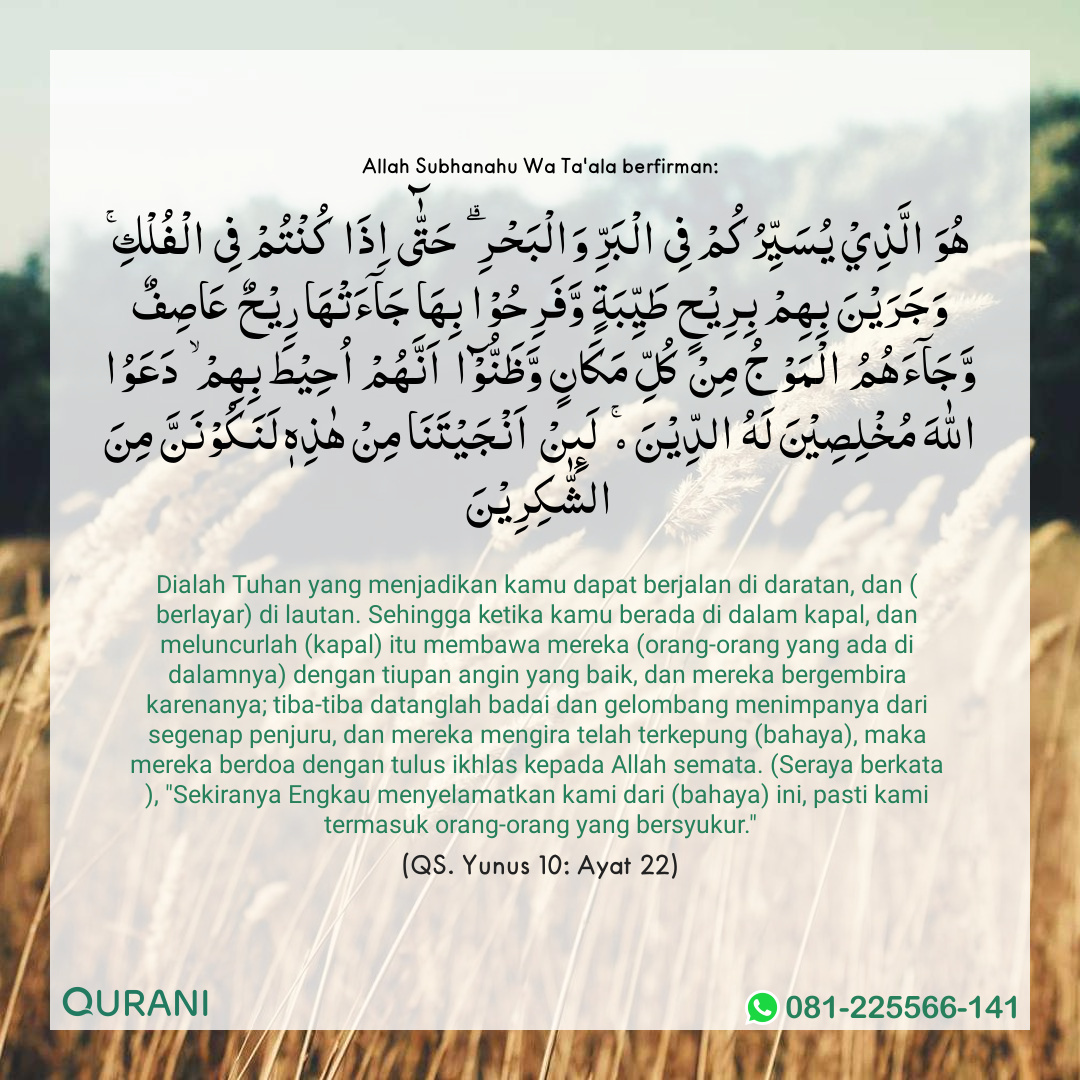 Allah Subhanahu Wa Ta'ala berfirman:
هُوَ الَّذِيْ يُسَيِّرُكُمْ فِى الْبَرِّ وَالْبَحْرِ ۗ حَتّٰۤى اِذَا كُنْتُمْ فِى الْفُلْكِ ۚ
وَجَرَيْنَ بِهِمْ بِرِيْحٍ طَيِّبَةٍ وَّفَرِحُوْا بِهَا جَآءَتْهَا رِيْحٌ عَاصِفٌ
وَّجَآءَهُمُ الْمَوْجُ مِنْ كُلِّ مَكَانٍ وَّظَنُّوْۤا اَنَّهُمْ اُحِيْطَ بِهِمْ ۙ دَعَوُا
اللّٰهَ مُخْلِصِيْنَ لَهُ الدِّيْنَ ە ۚ لَئِنْ اَنْجَيْتَنَا مِنْ هٰذِهٖ لَنَكُوْنَنَّ مِنَ
الشّٰكِرِيْنَ
Dialah Tuhan yang menjadikan kamu dapat berjalan di daratan, dan (
berlayar) di lautan. Sehingga ketika kamu berada di dalam kapal, dan
meluncurlah (kapal) itu membawa mereka (orang-orang yang ada di
dalamnya) dengan tiupan angin yang baik, dan mereka bergembira
karenanya; tiba-tiba datanglah badai dan gelombang menimpanya dari
segenap penjuru, dan mereka mengira telah terkepung (bahaya), maka
mereka berdoa dengan tulus ikhlas kepada Allah semata. (Seraya berkata
), "Sekiranya Engkau menyelamatkan kami dari (bahaya) ini, pasti kami
termasuk orang-orang yang bersyukur."
(QS. Yunus 10: Ayat 22)
QURANI
081-225566-141